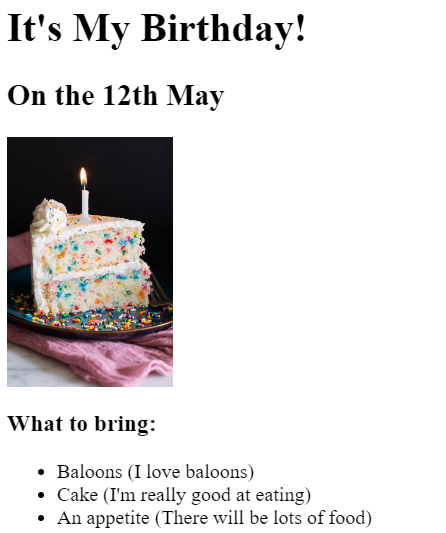 It's My Birthday!
On the 12th May
What to bring:
Baloons (I love baloons)
Cake (I'm really good at eating)
An appetite (There will be lots of food)